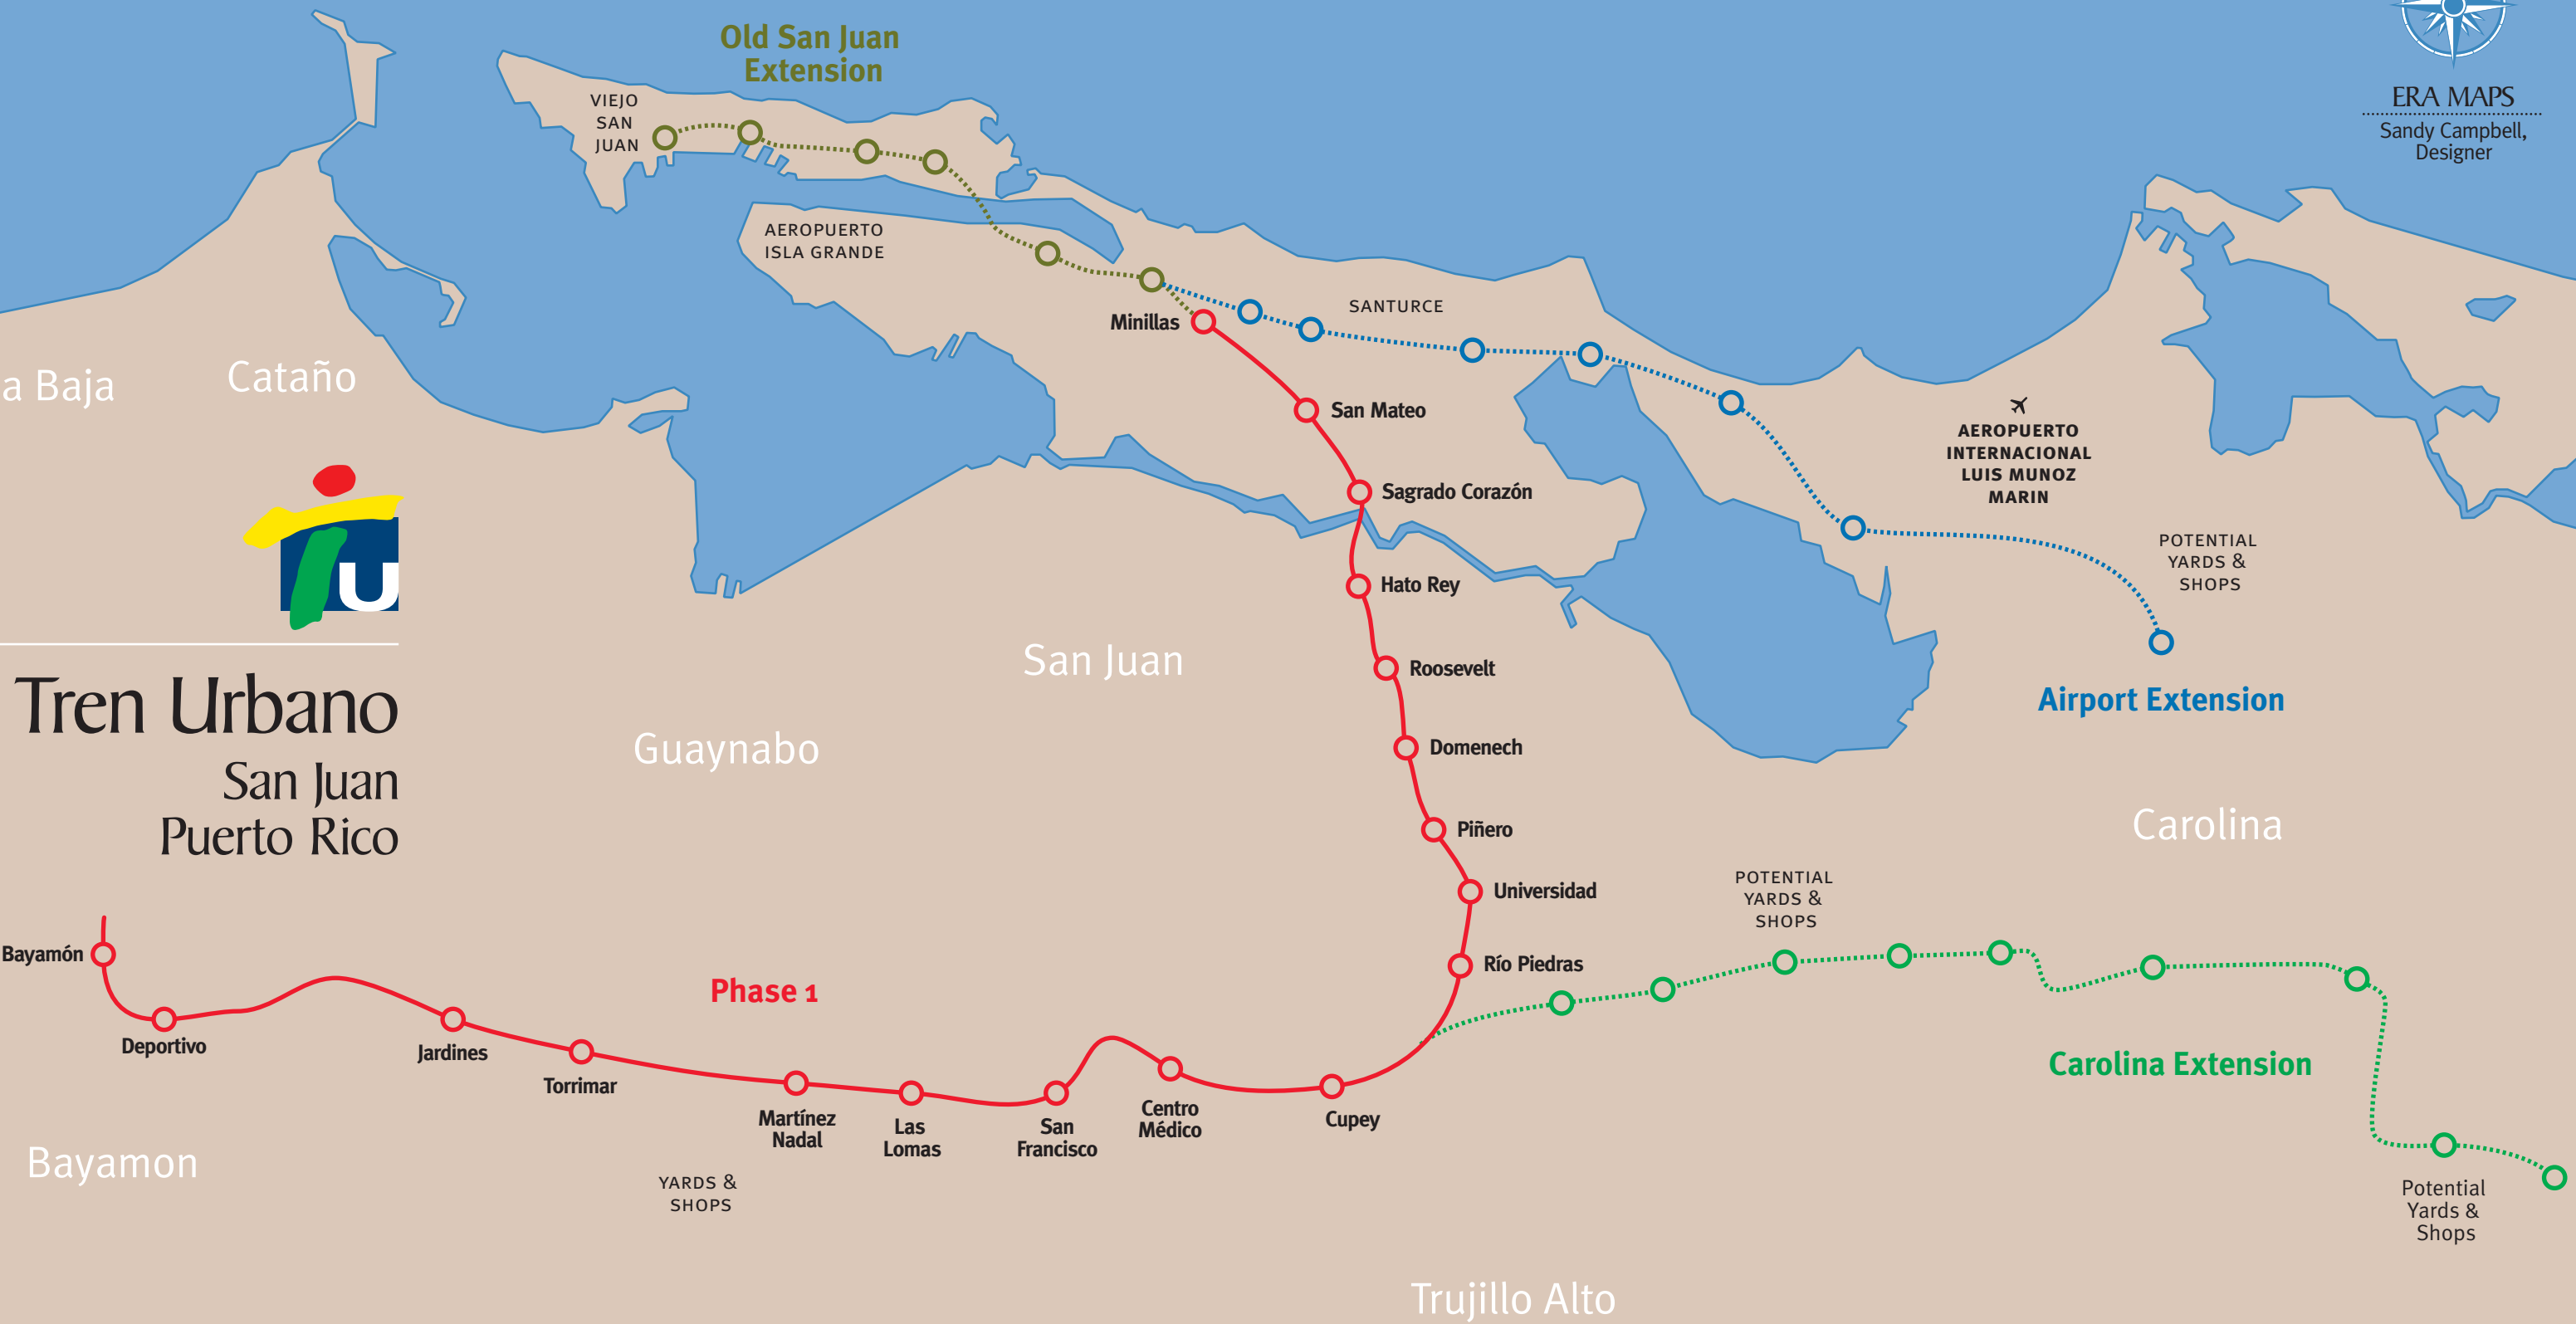 Old San Juan
Extension
VIEJO
SAN
JUAN
ERA MAPS
Sandy Campbell,
Designer
AEROPUERTO
ISLA GRANDE
SANTURCE
Minillas
a Baja
Cataño
San Mateo
AEROPUERTO
INTERNACIONAL
LUIS MUNOZ
MARIN
Sagrado Corazón
POTENTIAL
YARDS &
SHOPS
U
Hato Rey
San Juan
Roosevelt
Tren Urbano
San Juan
Puerto Rico
Airport Extension
Guaynabo
Domenech
Piñero
Carolina
Universidad
POTENTIAL
YARDS &
SHOPS
Bayamón
Río Piedras
Phase 1
Deportivo
Jardines
Torrimar
Carolina Extension
Martínez
Nadal
Las
Lomas
San
Francisco
Centro
Médico
Cupey
Bayamon
YARDS &
SHOPS
Potential
Yards &
Shops
Trujillo Alto